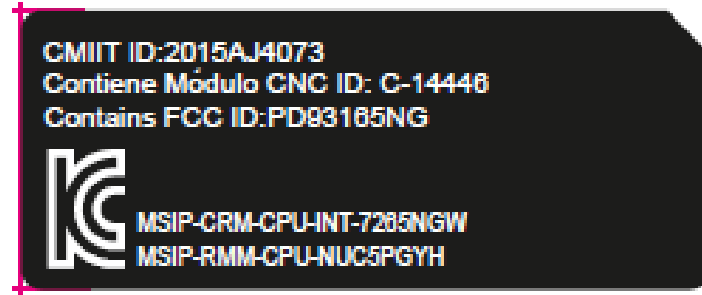 CMIIT ID:2015AJ4073
Contiene Módulo CNC ID: C-14446
Contains FCC ID:PD93165NG
MSIP-CRM-CPU-INT-7265NGW
MSIP-RMM-CPU-NUC5PGYH